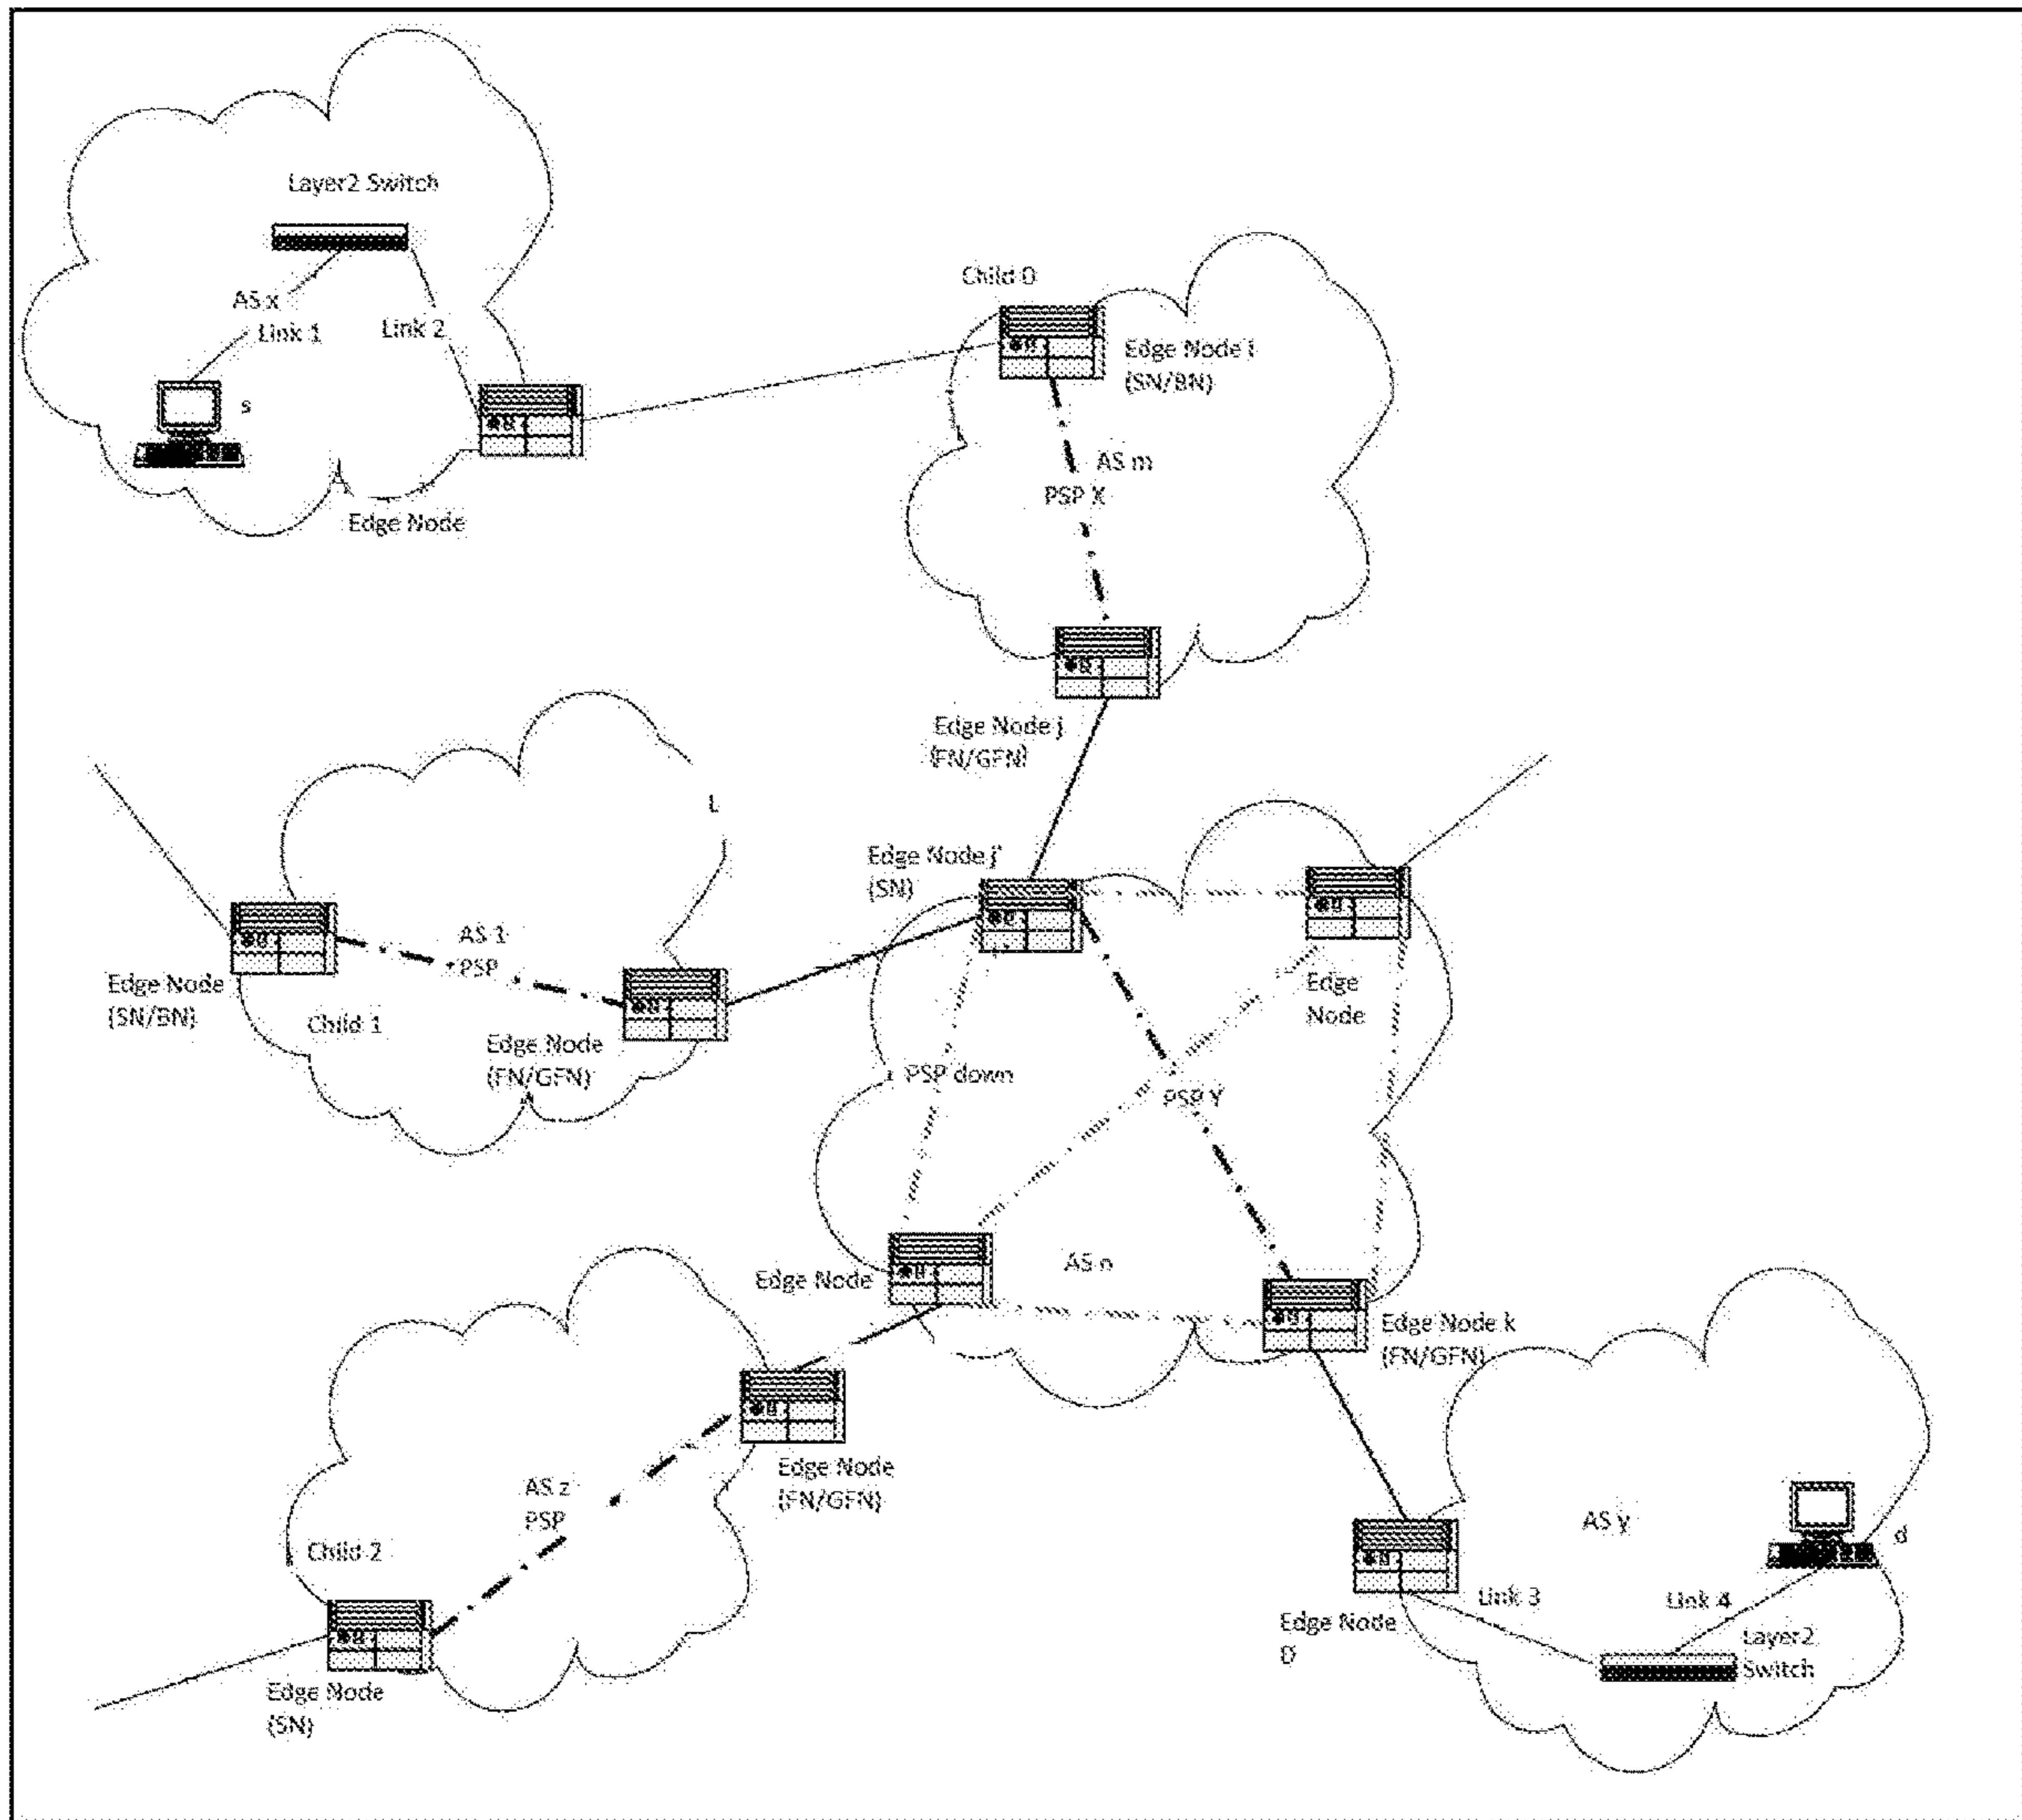 Layer2 Switch
AS x
Link 1
Link 2
s
Edge Node
Child 0
Edge Node i
(SN/BN)
AS m
PSP X
Edge Node j
(FN/GFN)
L
Edge Node j'
(SN)
AS 1
PSP
Edge Node
(SN/BN)
Child 1
Edge Node
(FN/GFN)
Edge
Node
PSP down
PSP Y
Edge Node
AS n
Edge Node k
(FN/GFN)
Edge Node
(FN/GFN)
AS z
PSP
Child 2
Edge Node
(SN)
AS y
d
Link 3
Link 4
Edge Node
D
Layer2
Switch